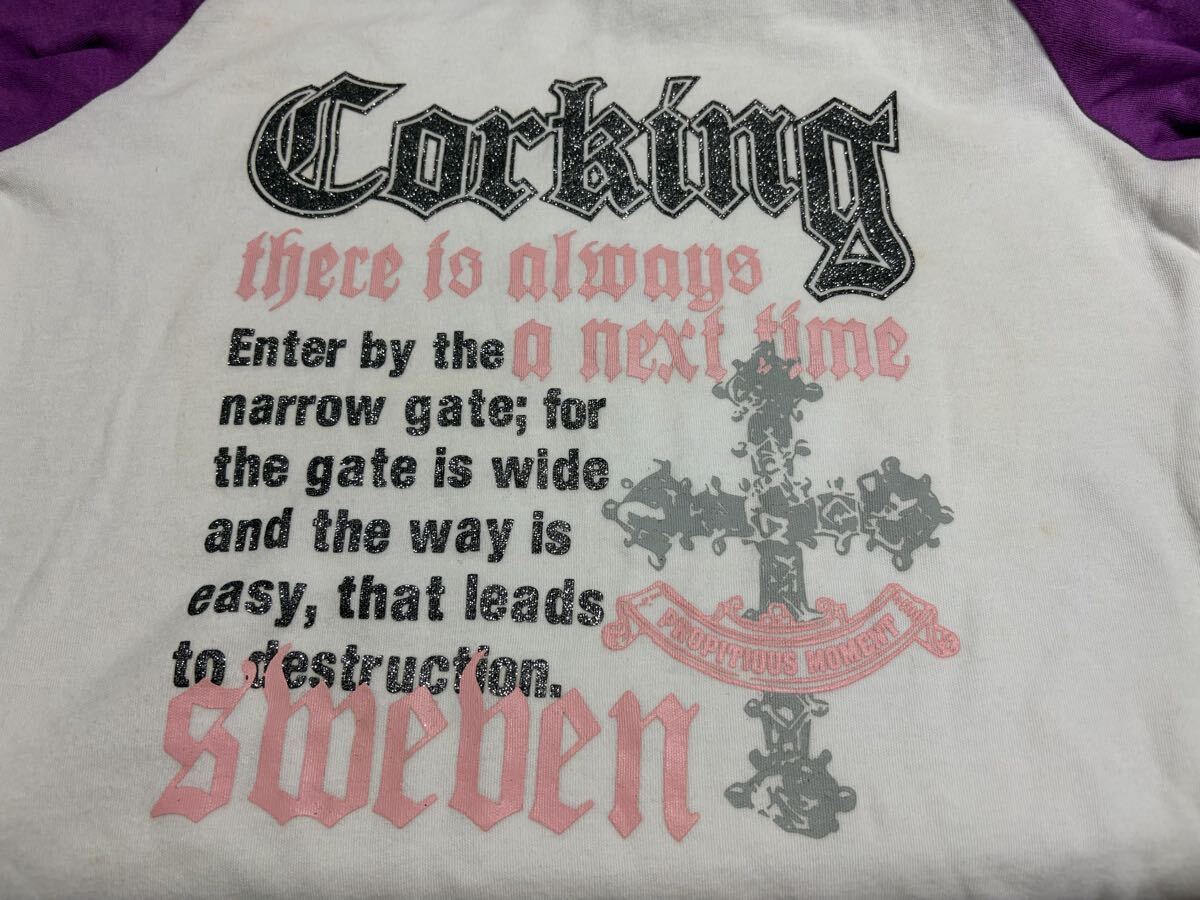 Corking
there is always
a next time
Enter by the
narrow gate; for
the gate is wide
and the way is
easy, that leads
to destruction.
PROPITIOUS MOMENT
sweven